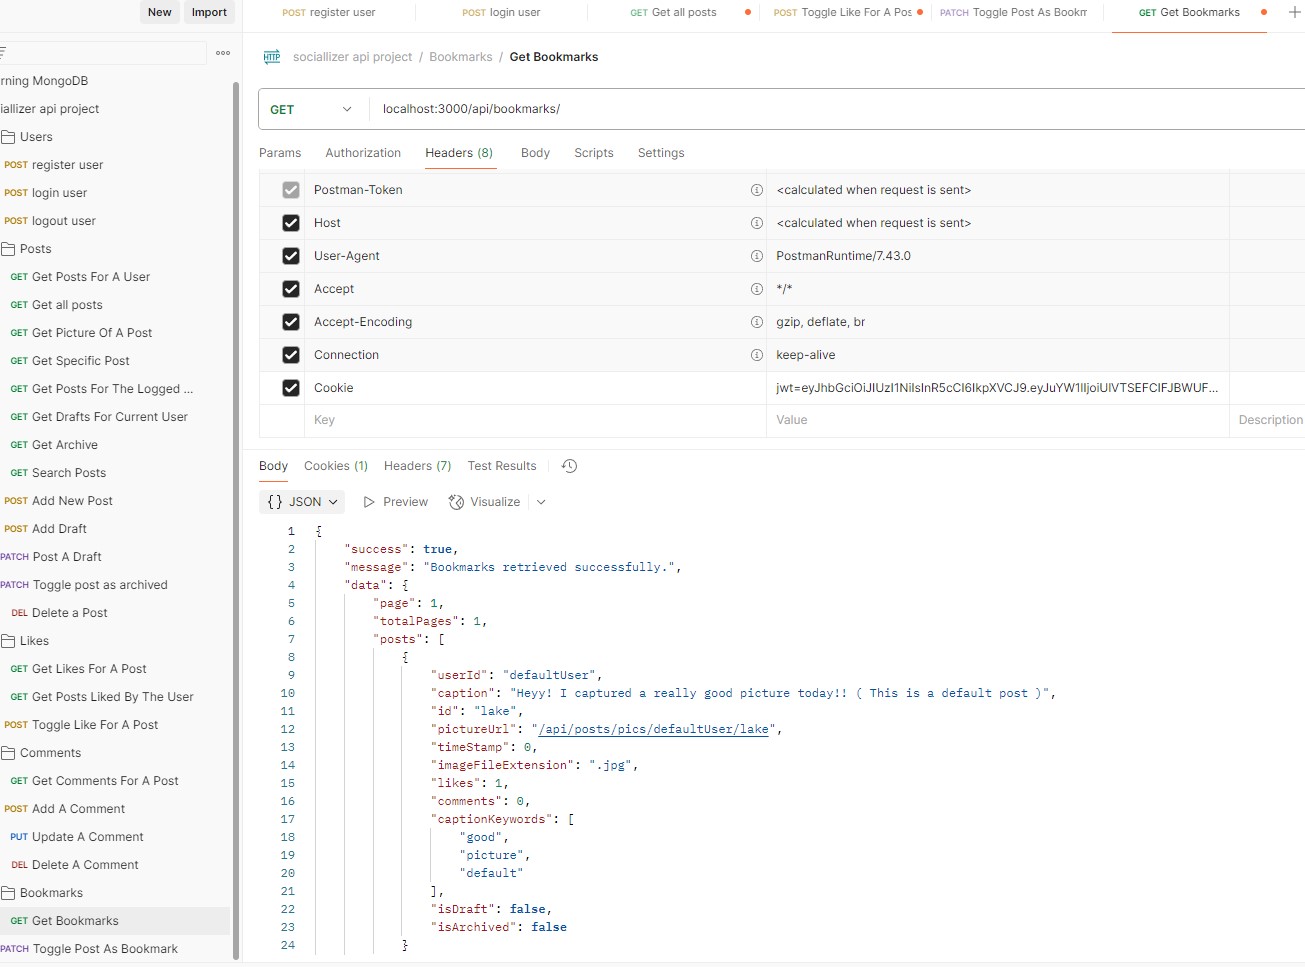 New Import
POST register user POST login user GET Get all posts POST Toggle Like For A Pos PATCH Toggle Post As Bookm GET Get Bookmarks
HTTP sociallizer api project / Bookmarks / Get Bookmarks
GET localhost:3000/api/bookmarks/
Params Authorization Headers (8) Body Scripts Settings
Postman-Token <calculated when request is sent>
Host <calculated when request is sent>
User-Agent PostmanRuntime/7.43.0
Accept */*
Accept-Encoding gzip, deflate, br
Connection keep-alive
Cookie
Key Value Description
rning MongoDB
iallizer api project
Users
POST register user
POST login user
POST logout user
Posts
GET Get Posts For A User
GET Get all posts
GET Get Picture Of A Post
GET Get Specific Post
GET Get Posts For The Logged ...
GET Get Drafts For Current User
GET Get Archive
GET Search Posts
POST Add New Post
POST Add Draft
PATCH Post A Draft
PATCH Toggle post as archived
DEL Delete a Post
Likes
GET Get Likes For A Post
GET Get Posts Liked By The User
POST Toggle Like For A Post
Comments
GET Get Comments For A Post
POST Add A Comment
PUT Update A Comment
DEL Delete A Comment
Bookmarks
GET Get Bookmarks
PATCH Toggle Post As Bookmark
Body Cookies (1) Headers (7) Test Results
{} JSON Preview Visualize
1 {
2 "success": true,
3 "message": "Bookmarks retrieved successfully.",
4 "data": {
5 "page": 1,
6 "totalPages": 1,
7 "posts": [
8 {
9 "userId": "defaultUser",
10 "caption": "Heyy! I captured a really good picture today!! ( This is a default post )",
11 "id": "lake",
12 "pictureUrl": "/api/posts/pics/defaultUser/lake",
13 "timeStamp": 0,
14 "imageFileExtension": ".jpg",
15 "likes": 1,
16 "comments": 0,
17 "captionKeywords": [
18 "good",
19 "picture",
20 "default"
21 ],
22 "isDraft": false,
23 "isArchived": false
24 }